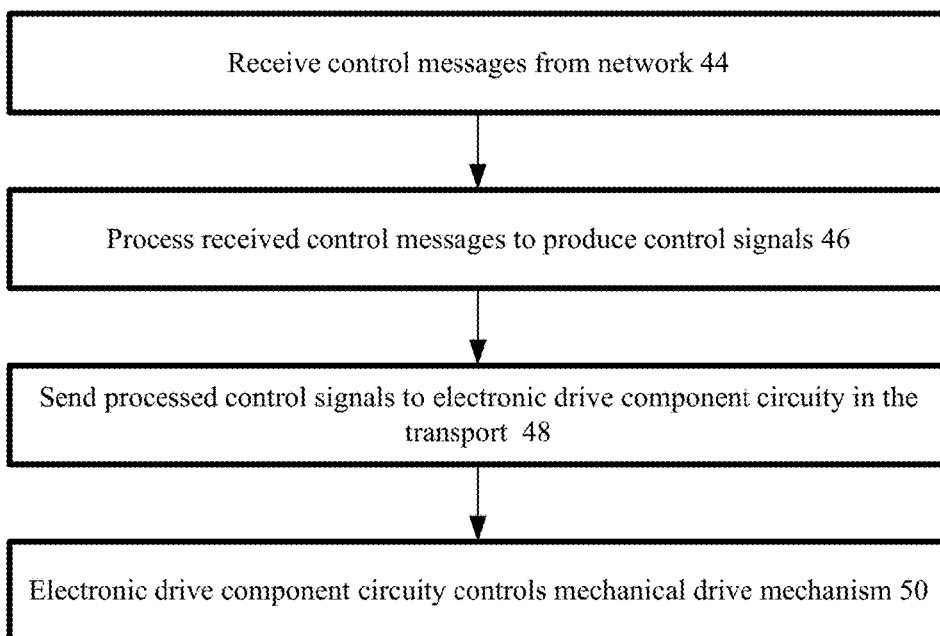 Receive control messages from network 44
Process received control messages to produce control signals 46
Send processed control signals to electronic drive component circuity in the
transport 48
Electronic drive component circuity controls mechanical drive mechanism 50